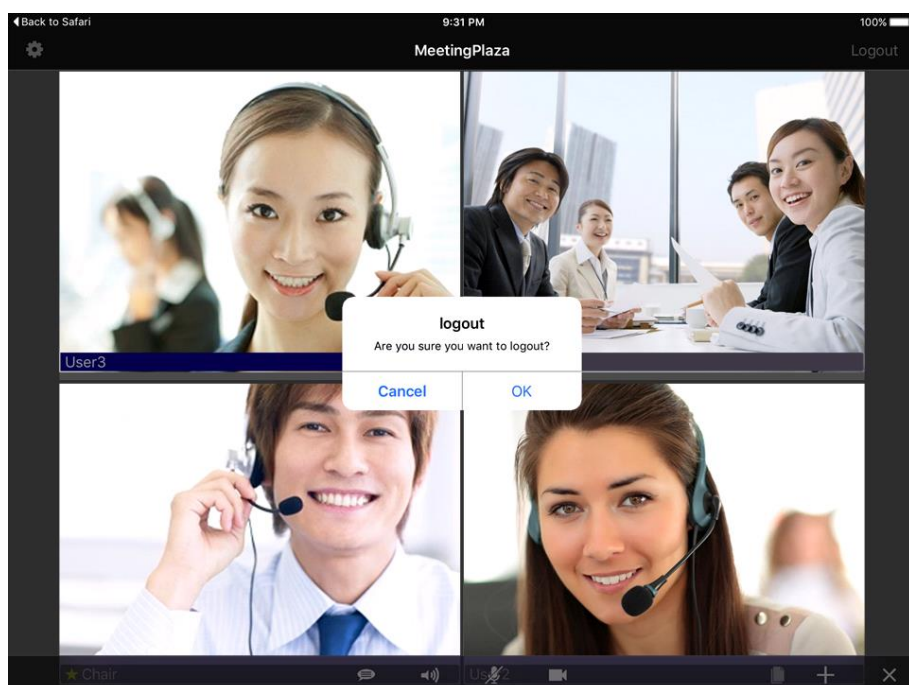 Back to Safari
9:31 PM
100%
MeetingPlaza
Logout
User3
logout
Are you sure you want to logout?
Cancel
OK
Chair
User2